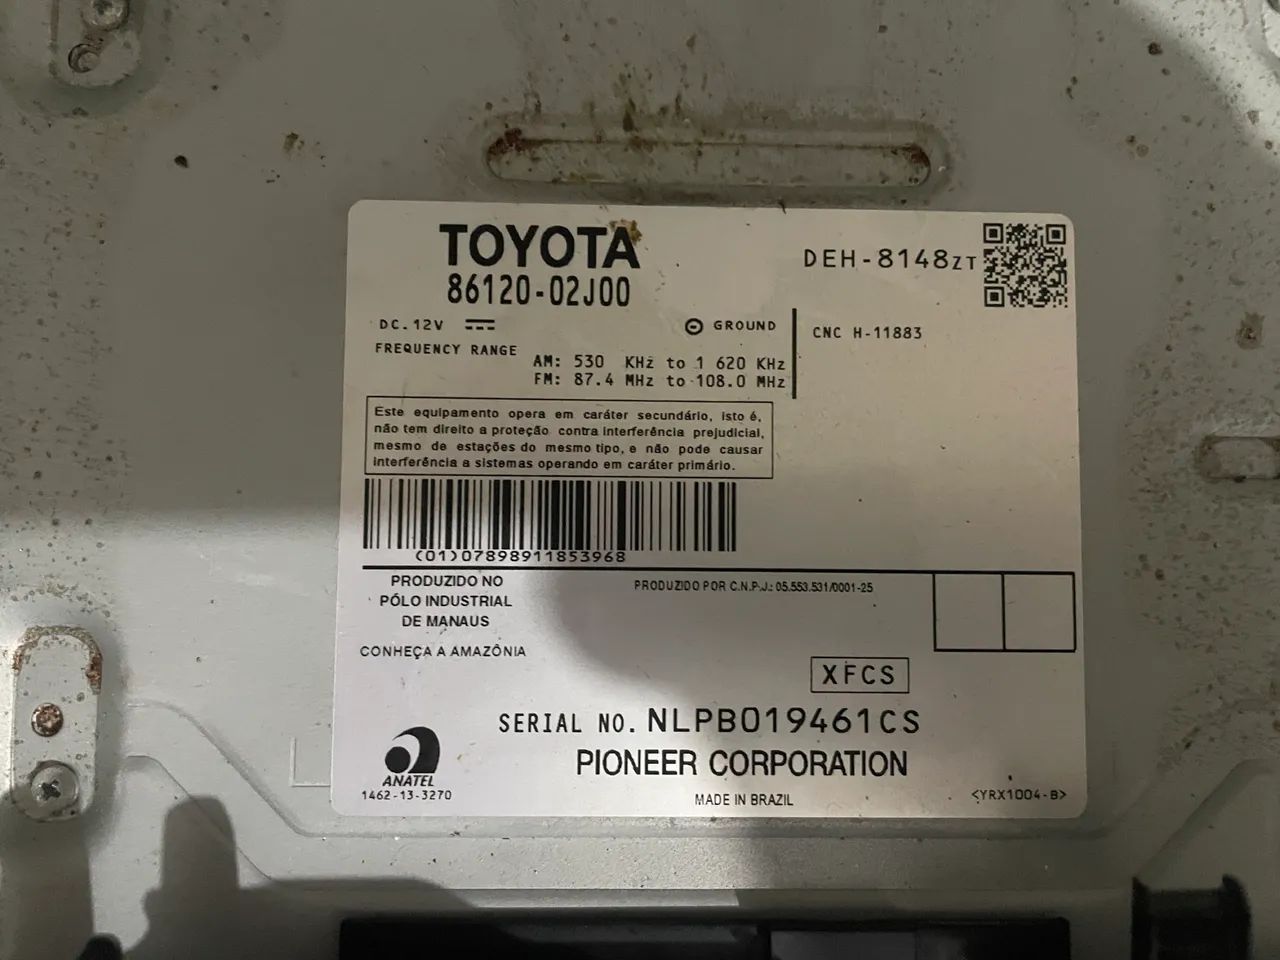 TOYOTA
86120-02J00
DEH-8148ZT
DC. 12V
GROUND
CNC H-11883
FREQUENCY RANGE
AM: 530 KHz to 1 620 KHz
FM: 87.4 MHz to 108.0 MHz
Este equipamento opera em caráter secundário, isto é,
não tem direito a proteção contra interferência prejudicial,
mesmo de estações do mesmo tipo, e não pode causar
interferência a sistemas operando em caráter primário.
(01)07898911853968
PRODUZIDO NO
PÓLO INDUSTRIAL
DE MANAUS
CONHEÇA A AMAZÔNIA
PRODUZIDO POR C.N.P.J.: 05.553.531/0001-25
XFCS
SERIAL NO. NLPB019461CS
PIONEER CORPORATION
ANATEL
1462-13-3270
MADE IN BRAZIL
<YRX1004-B>